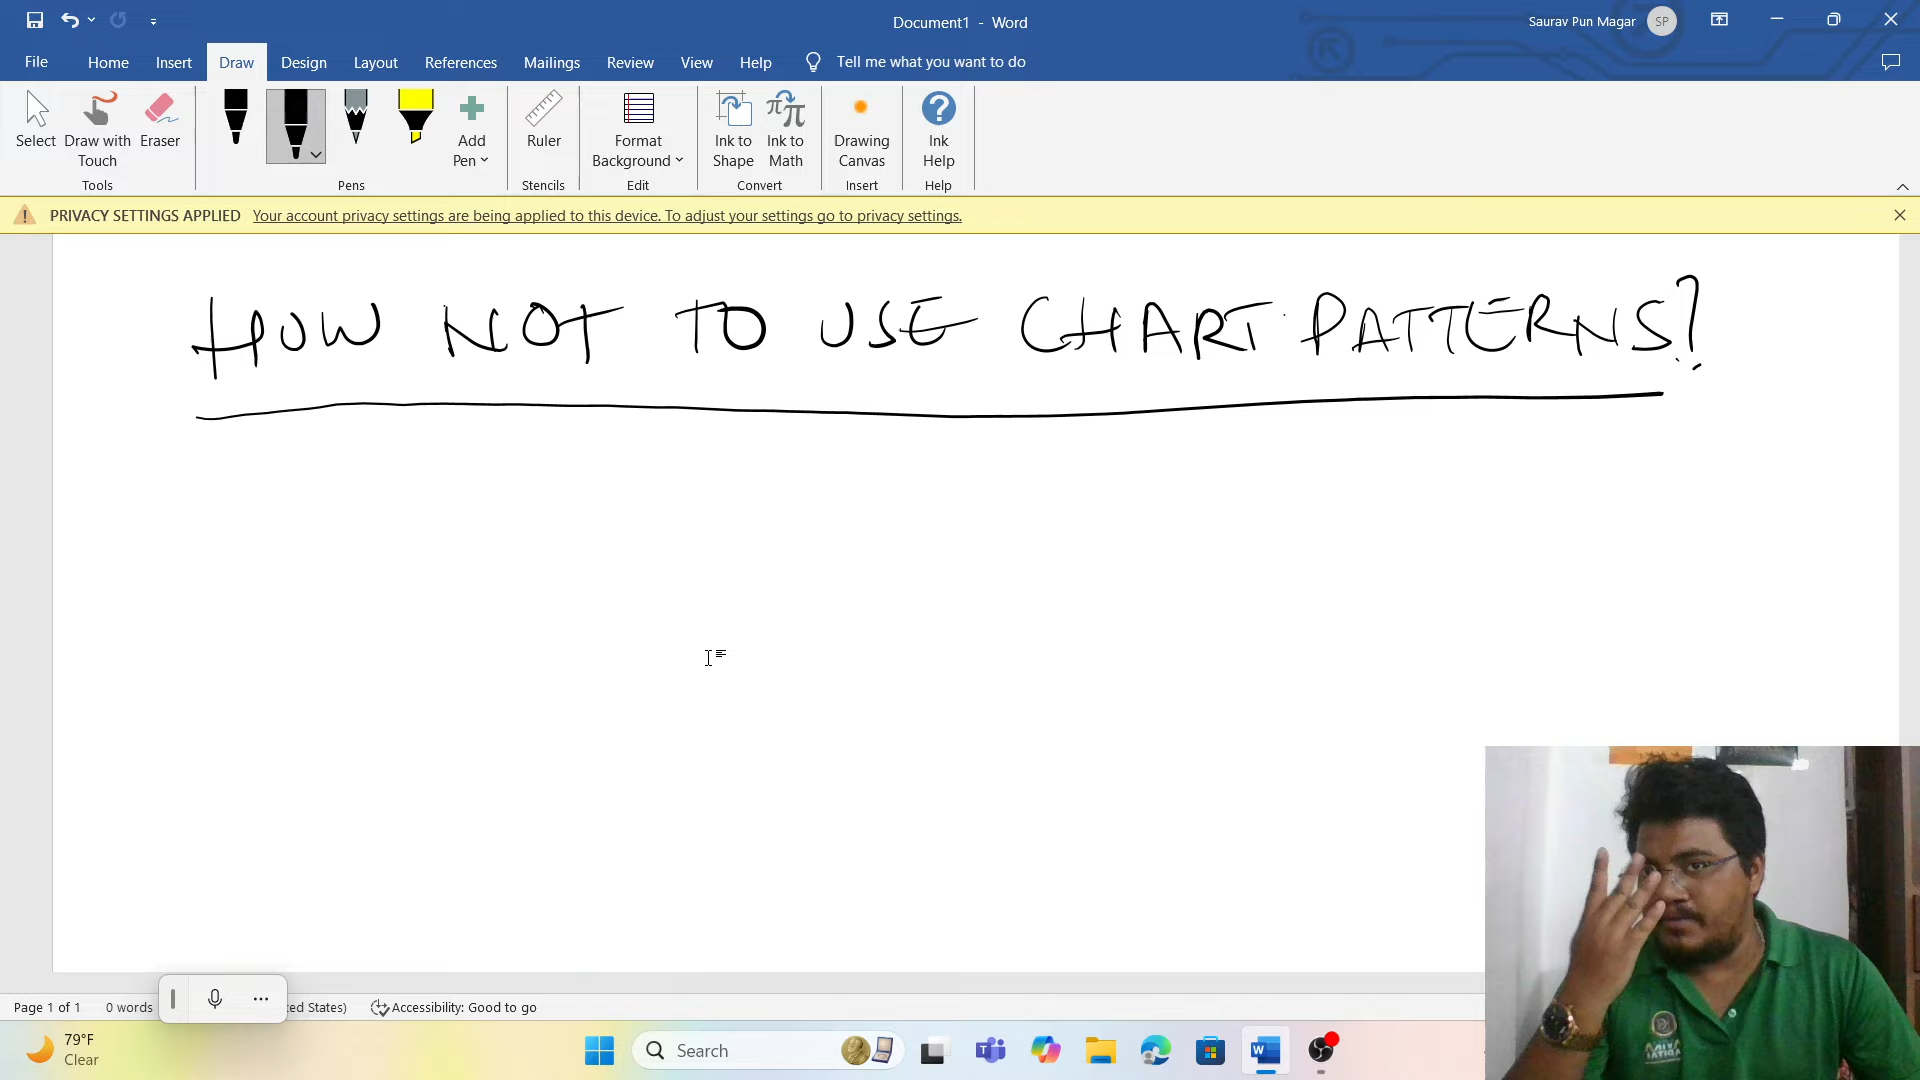 Document1 - Word
Saurav Pun Magar SP
File Home Insert Draw Design Layout References Mailings Review View Help Tell me what you want to do
Select Draw with Touch Eraser Add Pen Ruler Format Background Ink to Shape Ink to Math Drawing Canvas Ink Help
Tools Pens Stencils Edit Convert Insert Help
PRIVACY SETTINGS APPLIED Your account privacy settings are being applied to this device. To adjust your settings go to privacy settings.
HOW NOT TO USE CHART PATTERNS?
Page 1 of 1 0 words ted States) Accessibility: Good to go
79°F
Clear
Search